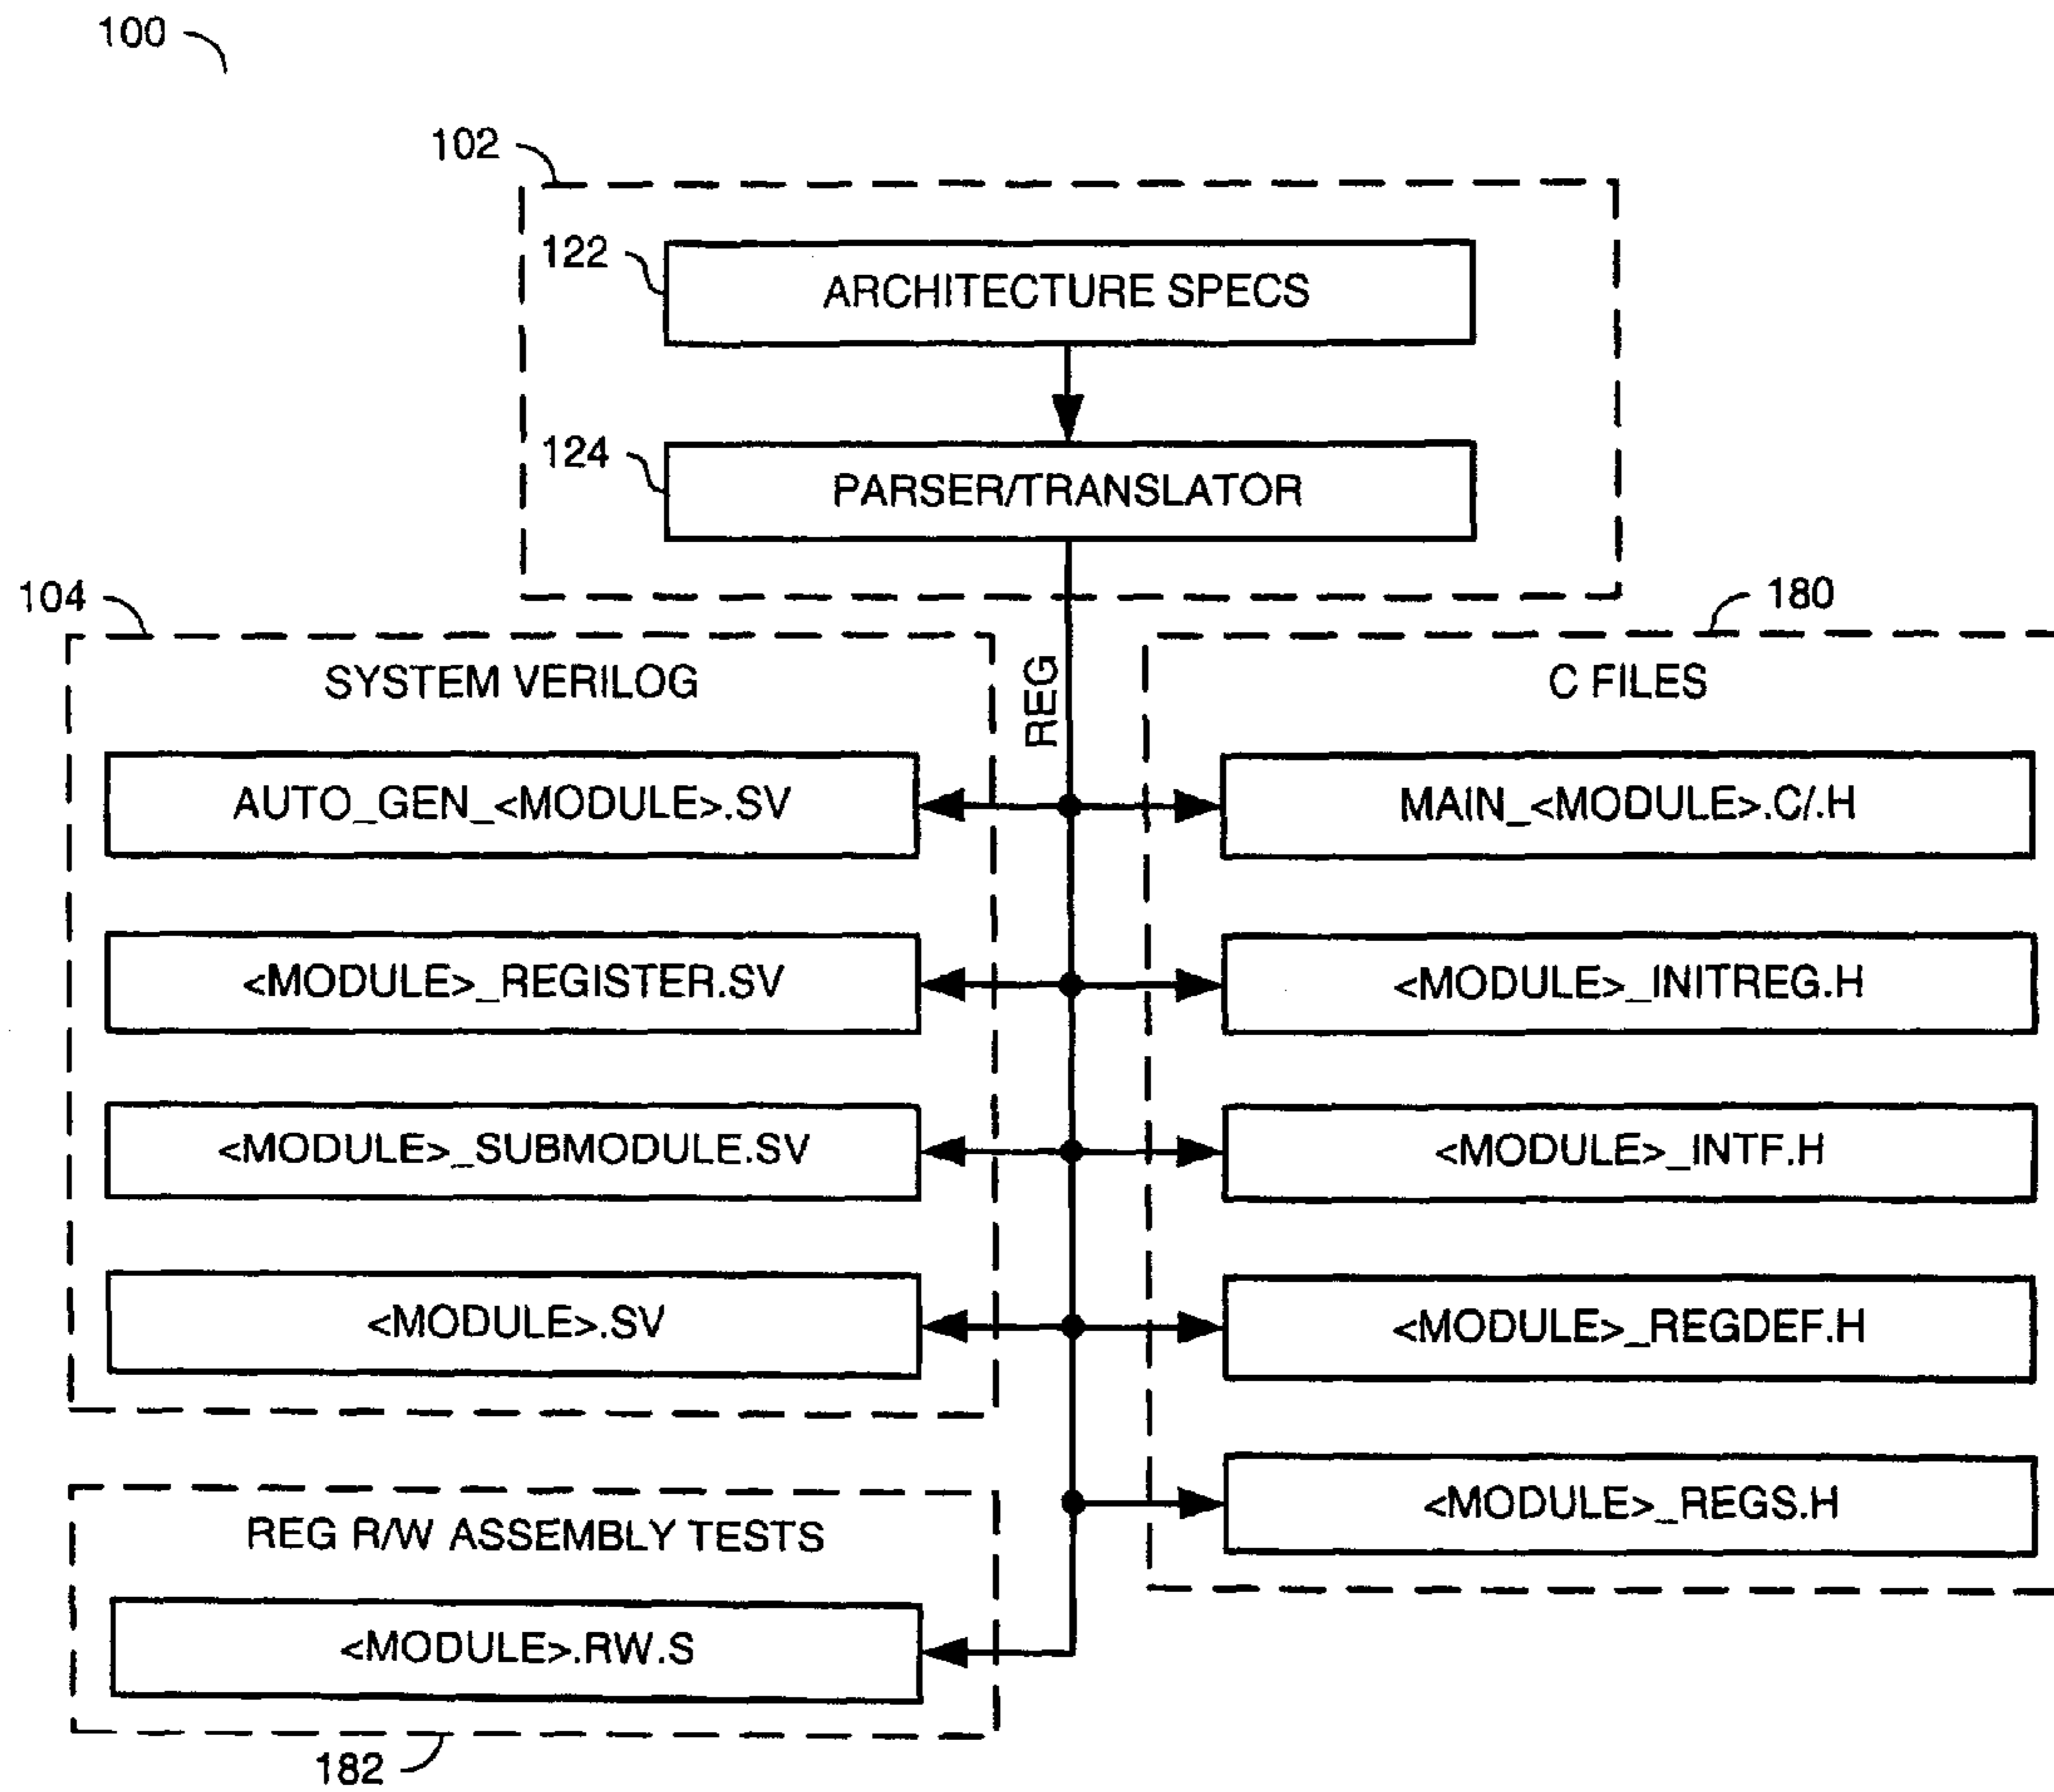 100
102
122
ARCHITECTURE SPECS
124
PARSER/TRANSLATOR
104
180
SYSTEM VERILOG
REG
C FILES
AUTO_GEN_<MODULE>.SV
MAIN_<MODULE>.C/.H
<MODULE>_REGISTER.SV
<MODULE>_INITREG.H
<MODULE>_SUBMODULE.SV
<MODULE>_INTF.H
<MODULE>.SV
<MODULE>_REGDEF.H
<MODULE>_REGS.H
REG R/W ASSEMBLY TESTS
<MODULE>.RW.S
182